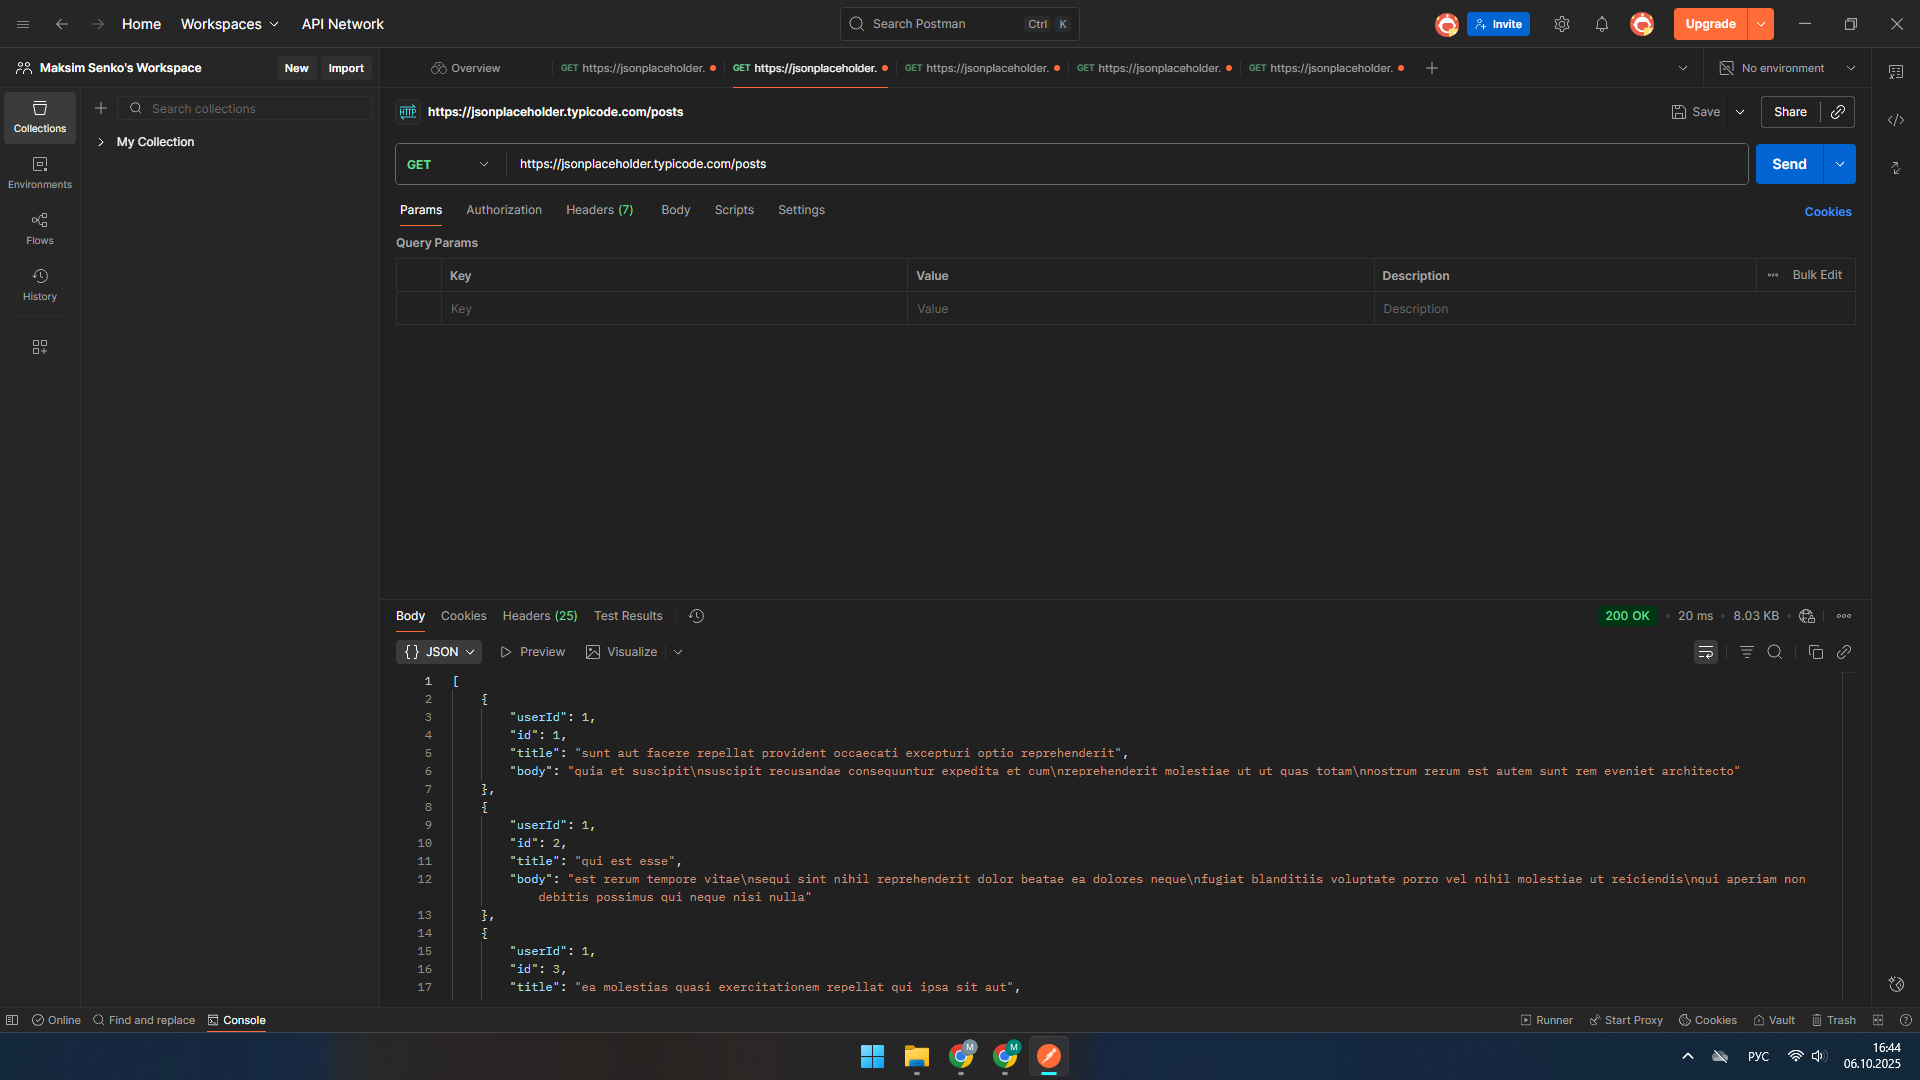 Home Workspaces API Network Search Postman Ctrl K Invite Upgrade
Maksim Senko's Workspace New Import Overview GET https://jsonplaceholder. GET https://jsonplaceholder. GET https://jsonplaceholder. GET https://jsonplaceholder. GET https://jsonplaceholder. No environment
Collections
Environments
Flows
History
Search collections
My Collection
HTTP https://jsonplaceholder.typicode.com/posts Save Share
GET https://jsonplaceholder.typicode.com/posts Send
Params Authorization Headers (7) Body Scripts Settings Cookies
Query Params
Key Value Description Bulk Edit
Key Value Description
Body Cookies Headers (25) Test Results 200 OK 20 ms 8.03 KB
{} JSON Preview Visualize
1 [
2 {
3 "userId": 1,
4 "id": 1,
5 "title": "sunt aut facere repellat provident occaecati excepturi optio reprehenderit",
6 "body": "quia et suscipit\nsuscipit recusandae consequuntur expedita et cum\nreprehenderit molestiae ut ut quas totam\nnostrum rerum est autem sunt rem eveniet architecto"
7 },
8 {
9 "userId": 1,
10 "id": 2,
11 "title": "qui est esse",
12 "body": "est rerum tempore vitae\nsequi sint nihil reprehenderit dolor beatae ea dolores neque\nfugiat blanditiis voluptate porro vel nihil molestiae ut reiciendis\nqui aperiam non
debitis possimus qui neque nisi nulla"
13 },
14 {
15 "userId": 1,
16 "id": 3,
17 "title": "ea molestias quasi exercitationem repellat qui ipsa sit aut",
Online Find and replace Console Runner Start Proxy Cookies Vault Trash
M M РУС 16:44
06.10.2025